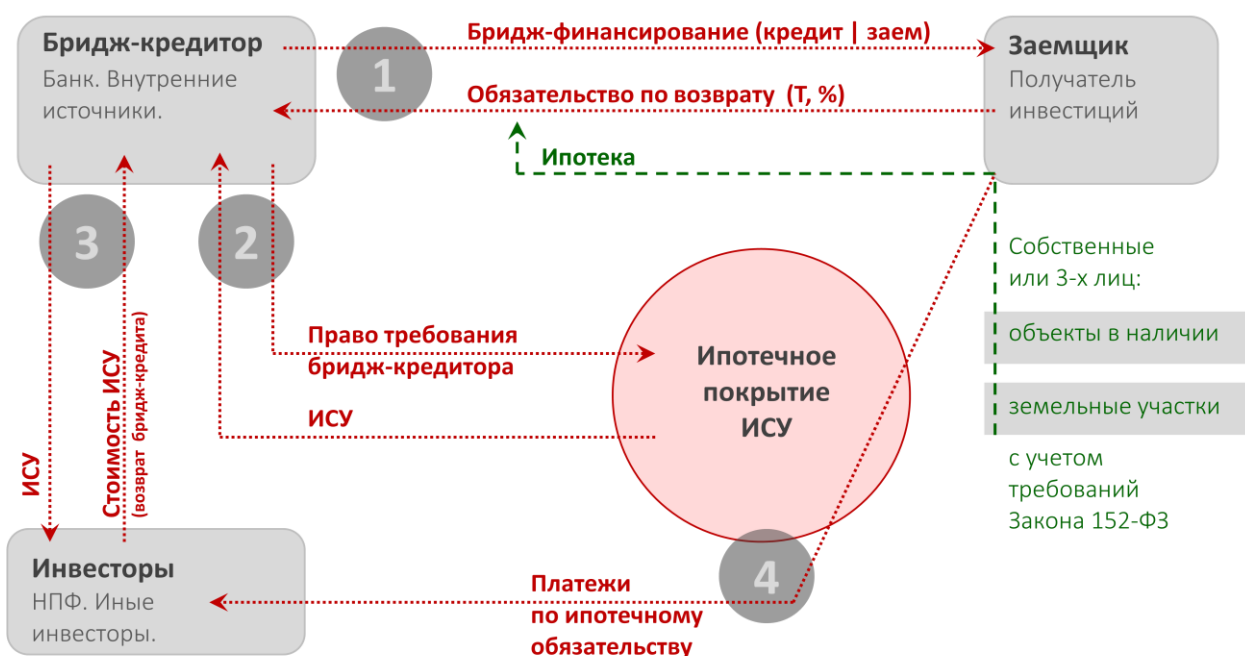 Бридж-кредитор
Банк. Внутренние
источники.
1
Бридж-финансирование (кредит | заем)
Обязательство по возврату (Т, %)
Ипотека
Заемщик
Получатель
инвестиций
3
2
Собственные
или 3-х лиц:
объекты в наличии
земельные участки
с учетом
требований
Закона 152-ФЗ
Право требования
бридж-кредитора
ИСУ
Ипотечное
покрытие
ИСУ
ИСУ
Стоимость ИСУ
(возврат бридж-кредита)
Инвесторы
НПФ. Иные
инвесторы.
4
Платежи
по ипотечному
обязательству